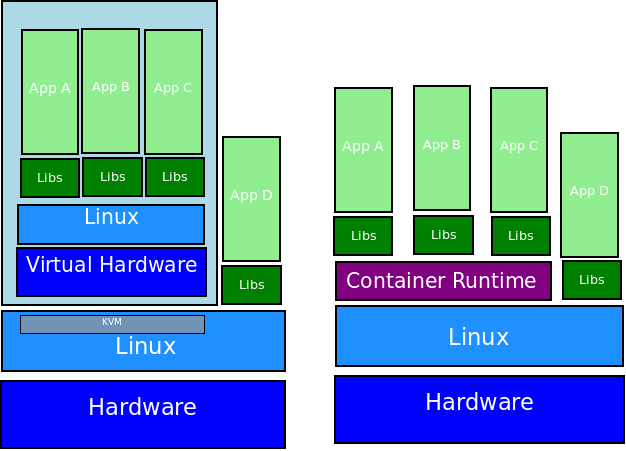 App A
App B
App C
Libs
Libs
Libs
Linux
Virtual Hardware
App D
Libs
KVM
Linux
Hardware
App A
App B
App C
App D
Libs
Libs
Libs
Libs
Container Runtime
Linux
Hardware